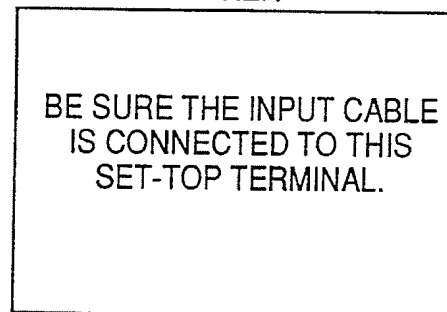 BE SURE THE INPUT CABLE
IS CONNECTED TO THIS
SET-TOP TERMINAL.